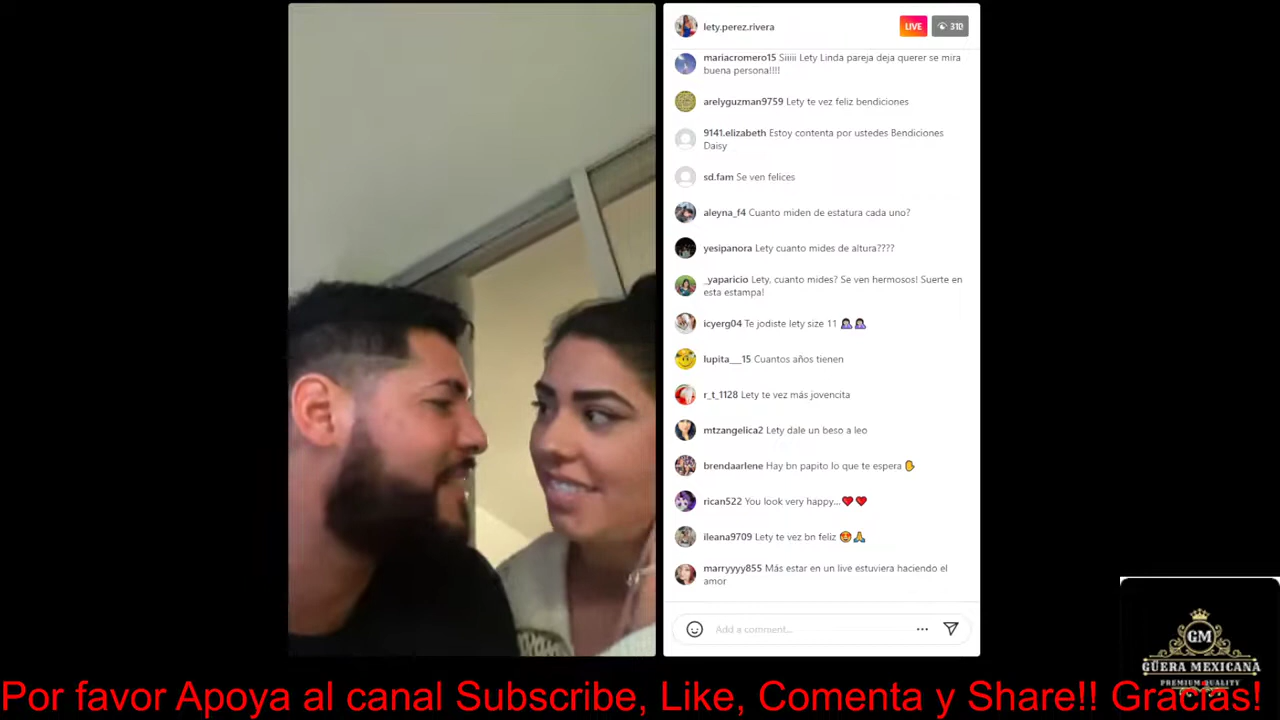 lety.perez.rivera
LIVE
310
mariacromero15 Siiiii Lety Linda pareja deja querer se mira
buena persona!!!!
arelyguzman9759 Lety te vez feliz bendiciones
9141.elizabeth Estoy contenta por ustedes Bendiciones
Daisy
sd.fam Se ven felices
aleyna_f4 Cuanto miden de estatura cada uno?
yesipanora Lety cuanto mides de altura????
_yaparicio Lety, cuanto mides? Se ven hermosos! Suerte en
esta estampa!
icyerg04 Te jodiste lety size 11 🤦🏻‍♀️🤦🏻‍♀️
lupita___15 Cuantos años tienen
r_t_1128 Lety te vez más jovencita
mtzangelica2 Lety dale un beso a leo
brendaarlene Hay bn papito lo que te espera ✋
rican522 You look very happy...❤️❤️
ileana9709 Lety te vez bn feliz 🤩🙏
marryyyy855 Más estar en un live estuviera haciendo el
amor
Add a comment...
GM
GÜERA MEXICANA
PREMIUM QUALITY
Por favor Apoya al canal Subscribe, Like, Comenta y Share!! Gracias!